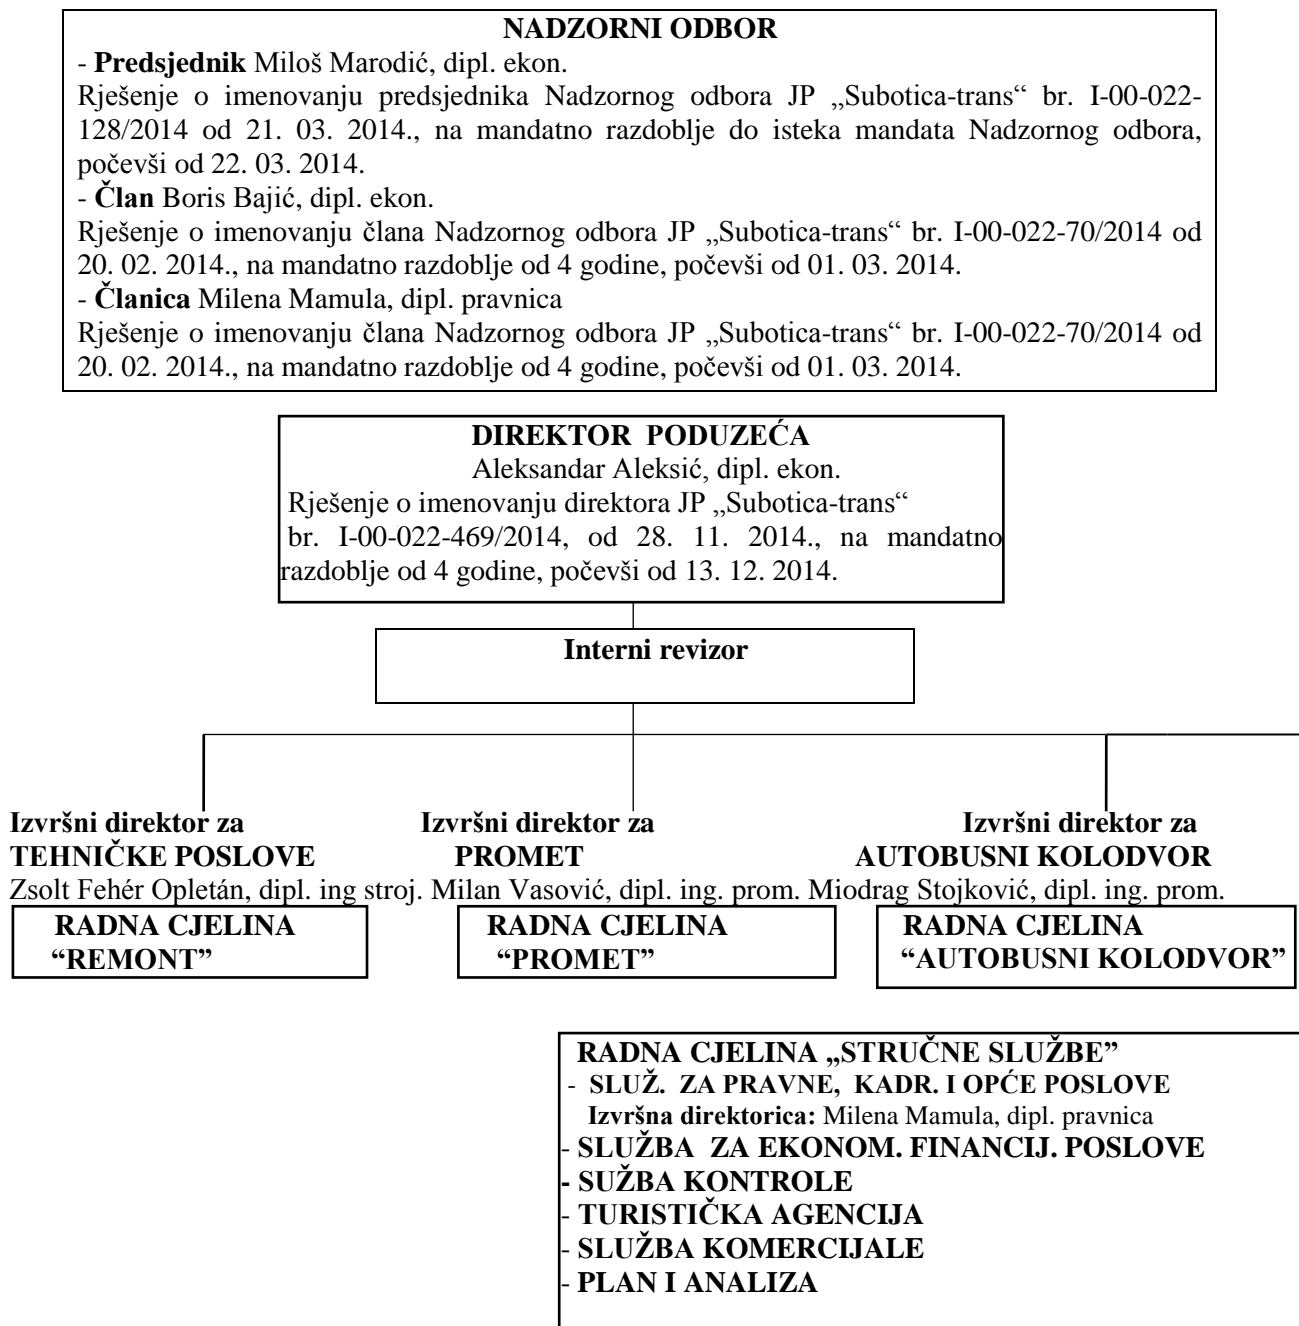 NADZORNI ODBOR
- Predsjednik Miloš Marodić, dipl. ekon.
Rješenje o imenovanju predsjednika Nadzornog odbora JP „Subotica-trans“ br. I-00-022-
128/2014 od 21. 03. 2014., na mandatno razdoblje do isteka mandata Nadzornog odbora,
počevši od 22. 03. 2014.
- Član Boris Bajić, dipl. ekon.
Rješenje o imenovanju člana Nadzornog odbora JP „Subotica-trans“ br. I-00-022-70/2014 od
20. 02. 2014., na mandatno razdoblje od 4 godine, počevši od 01. 03. 2014.
- Članica Milena Mamula, dipl. pravnica
Rješenje o imenovanju člana Nadzornog odbora JP „Subotica-trans“ br. I-00-022-70/2014 od
20. 02. 2014., na mandatno razdoblje od 4 godine, počevši od 01. 03. 2014.
DIREKTOR PODUZEĆA
Aleksandar Aleksić, dipl. ekon.
Rješenje o imenovanju direktora JP „Subotica-trans“
br. I-00-022-469/2014, od 28. 11. 2014., na mandatno
razdoblje od 4 godine, počevši od 13. 12. 2014.
Interni revizor
Izvršni direktor za Izvršni direktor za Izvršni direktor za
TEHNIČKE POSLOVE PROMET AUTOBUSNI KOLODVOR
Zsolt Fehér Opletán, dipl. ing stroj. Milan Vasović, dipl. ing. prom. Miodrag Stojković, dipl. ing. prom.
RADNA CJELINA
“REMONT”
RADNA CJELINA
“PROMET”
RADNA CJELINA
“AUTOBUSNI KOLODVOR”
RADNA CJELINA „STRUČNE SLUŽBE”
- SLUŽ. ZA PRAVNE, KADR. I OPĆE POSLOVE
Izvršna direktorica: Milena Mamula, dipl. pravnica
- SLUŽBA ZA EKONOM. FINANCIJ. POSLOVE
- SUŽBA KONTROLE
- TURISTIČKA AGENCIJA
- SLUŽBA KOMERCIJALE
- PLAN I ANALIZA